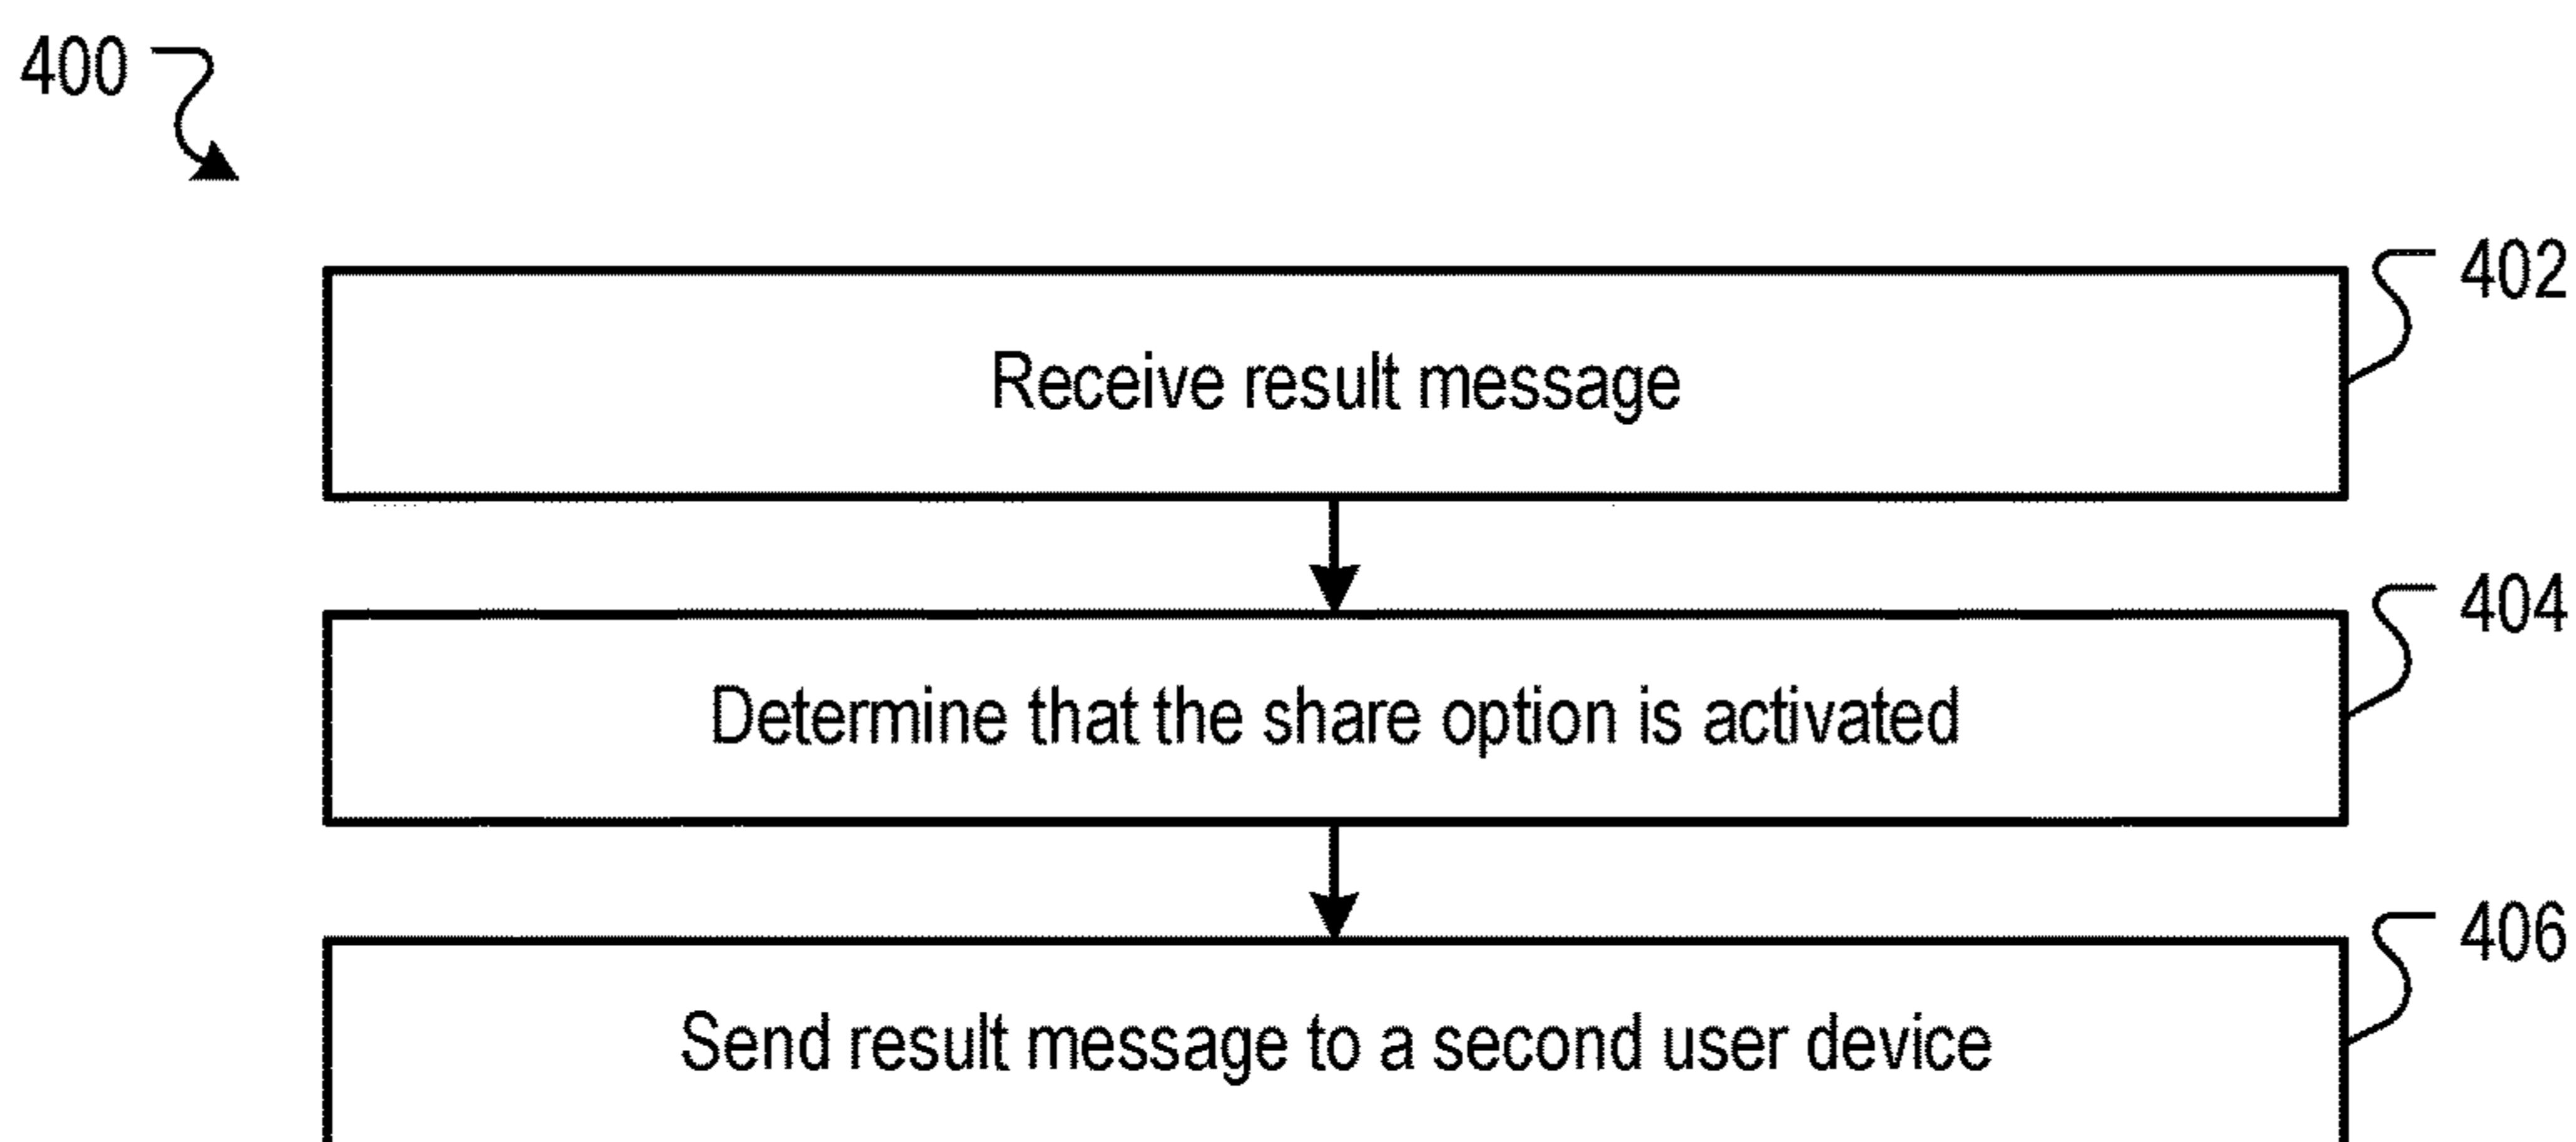 400
402
Receive result message
404
Determine that the share option is activated
406
Send result message to a second user device